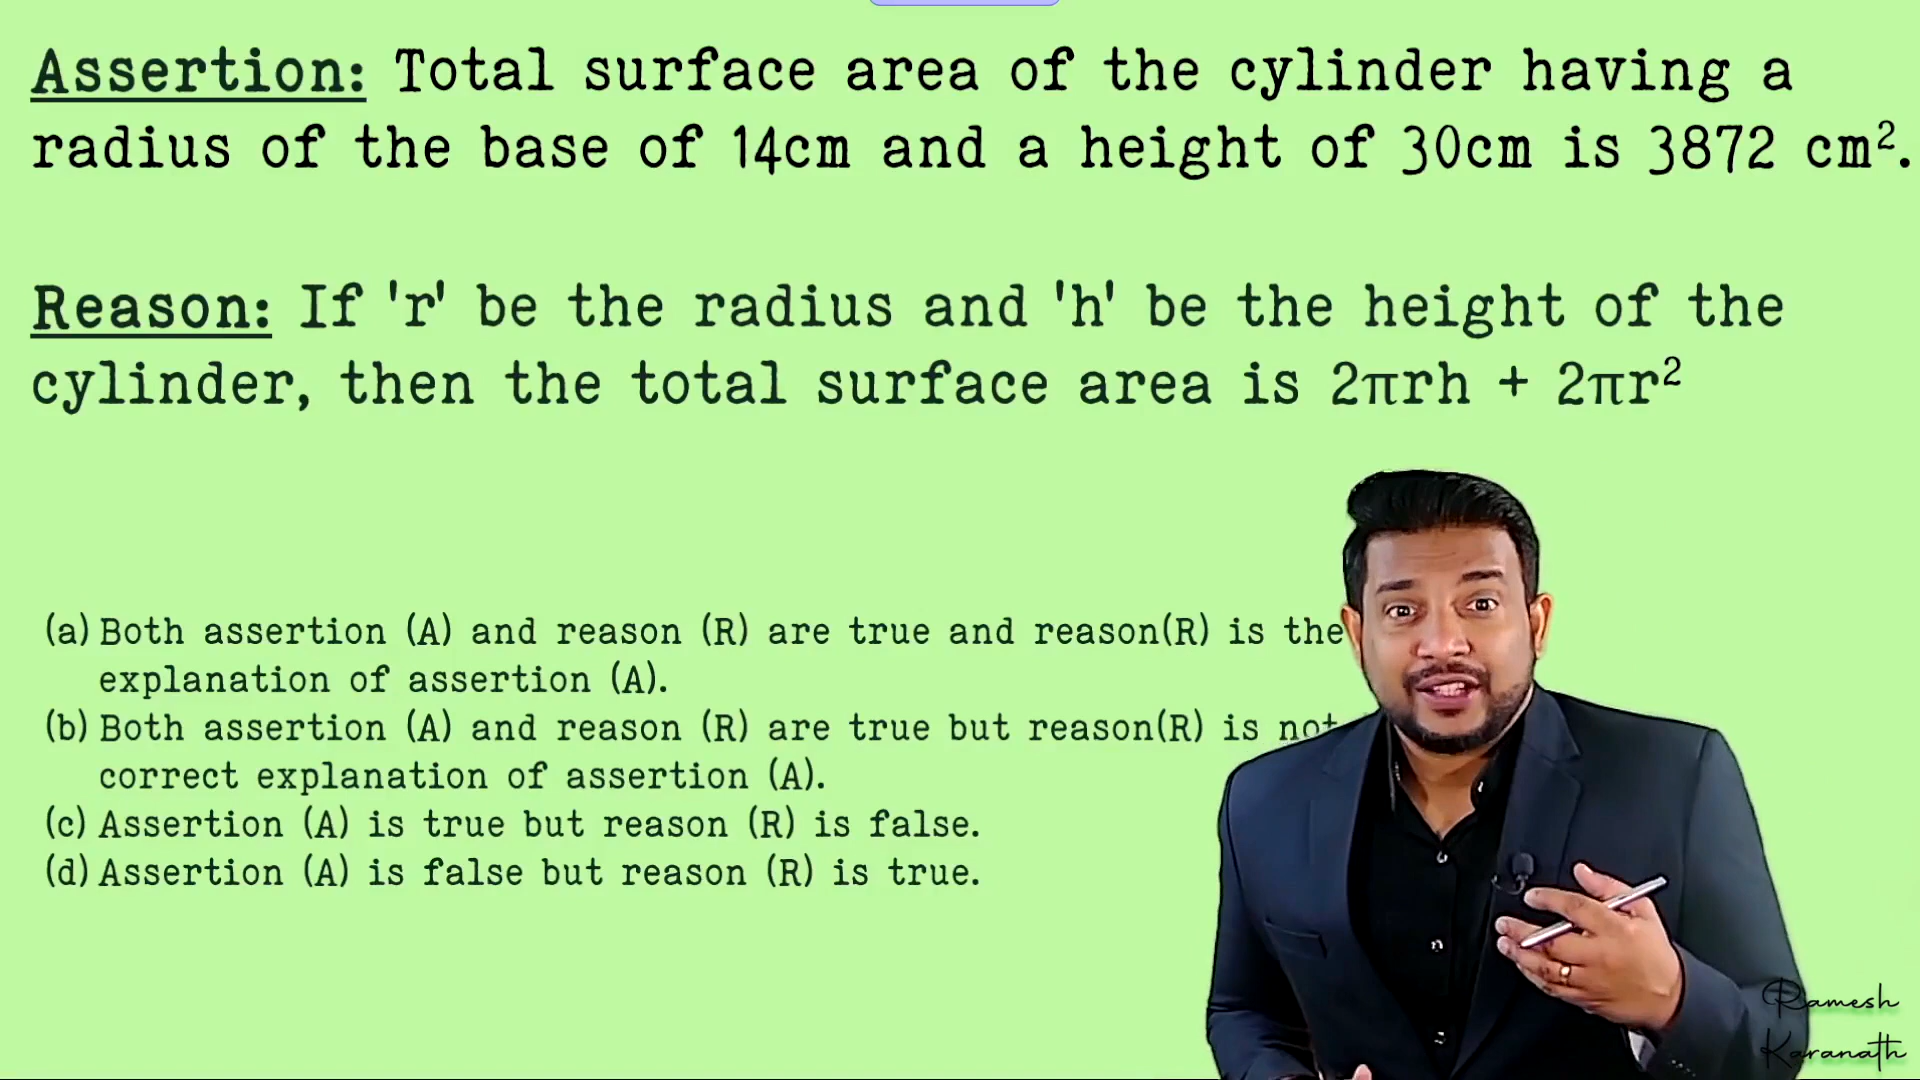 Assertion: Total surface area of the cylinder having a
radius of the base of 14cm and a height of 30cm is 3872 cm².
Reason: If 'r' be the radius and 'h' be the height of the
cylinder, then the total surface area is 2πrh + 2πr²
(a) Both assertion (A) and reason (R) are true and reason(R) is the
explanation of assertion (A).
(b) Both assertion (A) and reason (R) are true but reason(R) is not
correct explanation of assertion (A).
(c) Assertion (A) is true but reason (R) is false.
(d) Assertion (A) is false but reason (R) is true.
Ramesh
Karanath